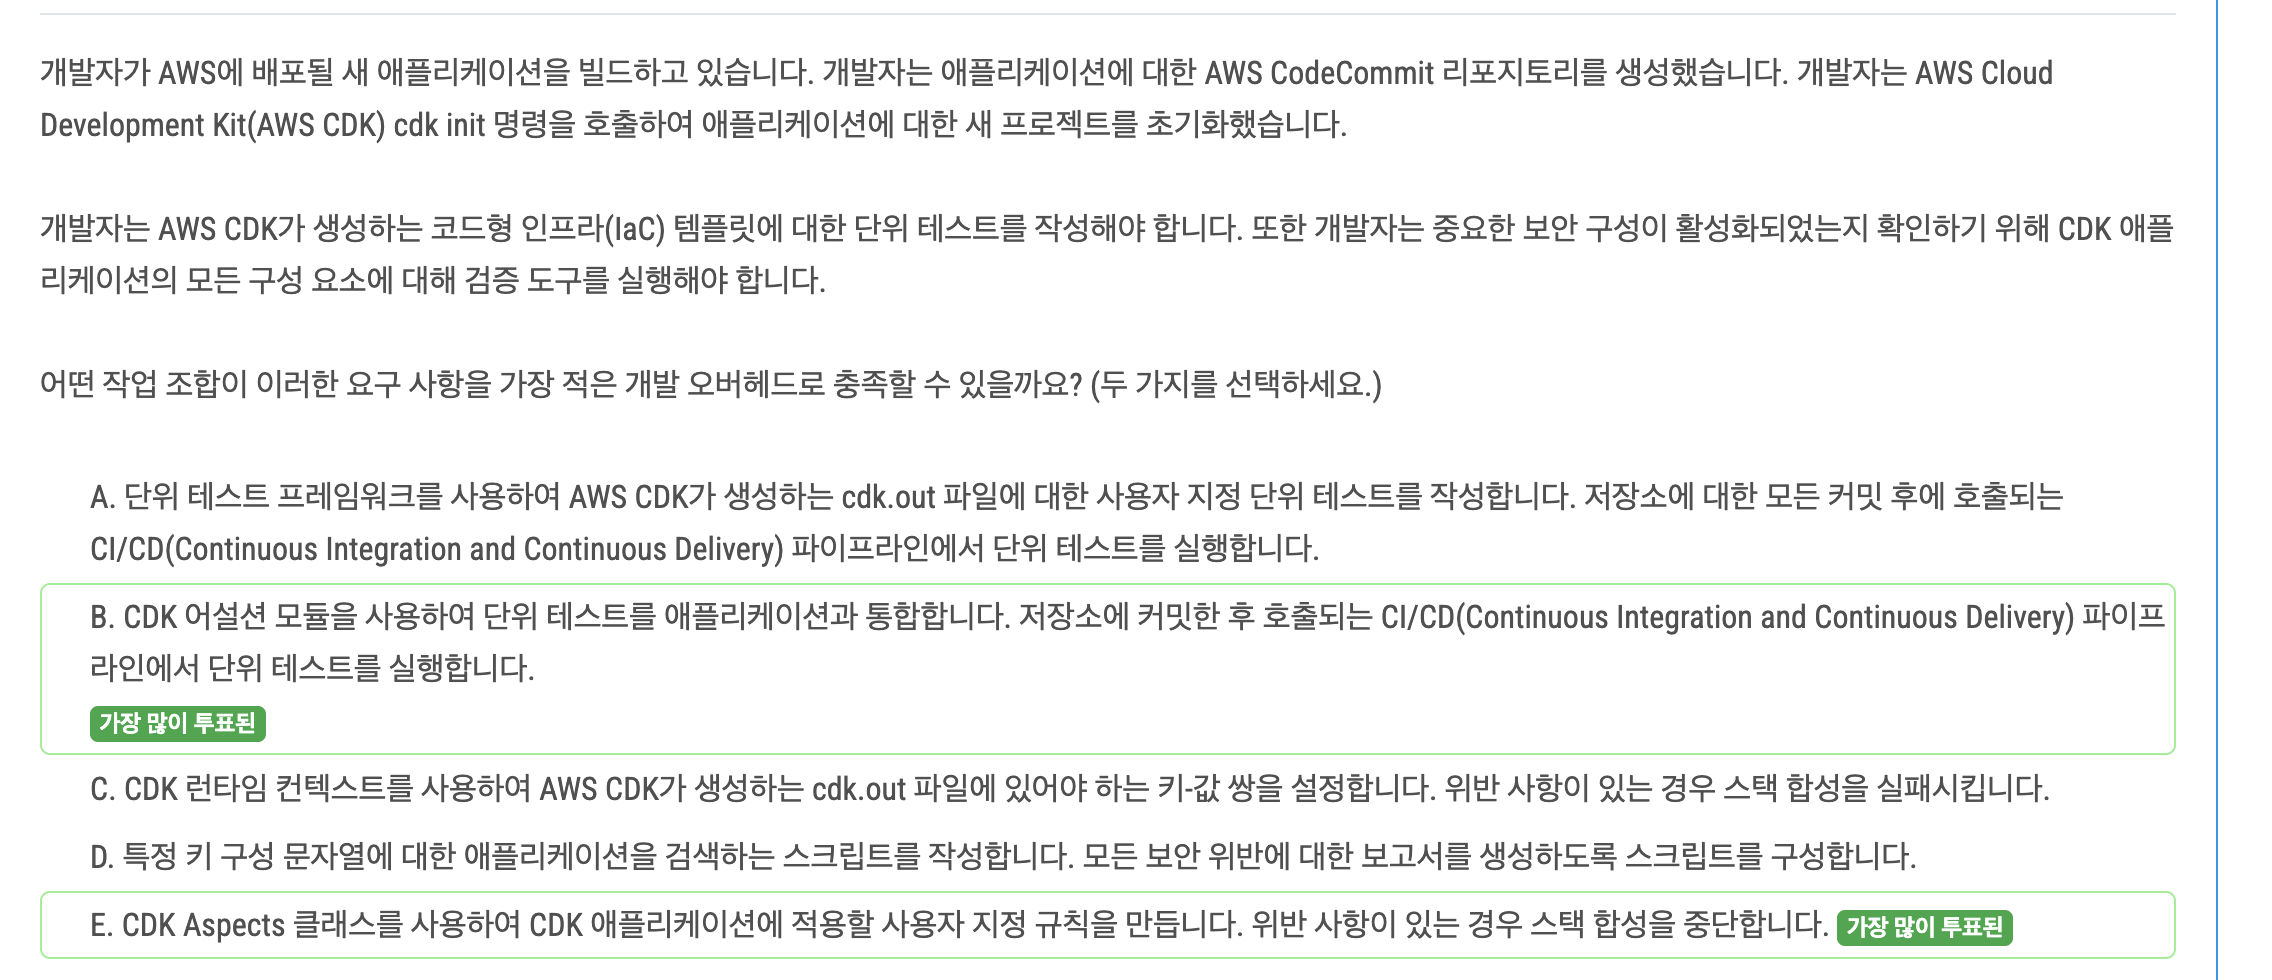 개발자가 AWS에 배포될 새 애플리케이션을 빌드하고 있습니다. 개발자는 애플리케이션에 대한 AWS CodeCommit 리포지토리를 생성했습니다. 개발자는 AWS Cloud
Development Kit(AWS CDK) cdk init 명령을 호출하여 애플리케이션에 대한 새 프로젝트를 초기화했습니다.
개발자는 AWS CDK가 생성하는 코드형 인프라(IaC) 템플릿에 대한 단위 테스트를 작성해야 합니다. 또한 개발자는 중요한 보안 구성이 활성화되었는지 확인하기 위해 CDK 애플
리케이션의 모든 구성 요소에 대해 검증 도구를 실행해야 합니다.
어떤 작업 조합이 이러한 요구 사항을 가장 적은 개발 오버헤드로 충족할 수 있을까요? (두 가지를 선택하세요.)
A. 단위 테스트 프레임워크를 사용하여 AWS CDK가 생성하는 cdk.out 파일에 대한 사용자 지정 단위 테스트를 작성합니다. 저장소에 대한 모든 커밋 후에 호출되는
CI/CD(Continuous Integration and Continuous Delivery) 파이프라인에서 단위 테스트를 실행합니다.
B. CDK 어설션 모듈을 사용하여 단위 테스트를 애플리케이션과 통합합니다. 저장소에 커밋한 후 호출되는 CI/CD(Continuous Integration and Continuous Delivery) 파이프
라인에서 단위 테스트를 실행합니다.
가장 많이 투표된
C. CDK 런타임 컨텍스트를 사용하여 AWS CDK가 생성하는 cdk.out 파일에 있어야 하는 키-값 쌍을 설정합니다. 위반 사항이 있는 경우 스택 합성을 실패시킵니다.
D. 특정 키 구성 문자열에 대한 애플리케이션을 검색하는 스크립트를 작성합니다. 모든 보안 위반에 대한 보고서를 생성하도록 스크립트를 구성합니다.
E. CDK Aspects 클래스를 사용하여 CDK 애플리케이션에 적용할 사용자 지정 규칙을 만듭니다. 위반 사항이 있는 경우 스택 합성을 중단합니다. 가장 많이 투표된